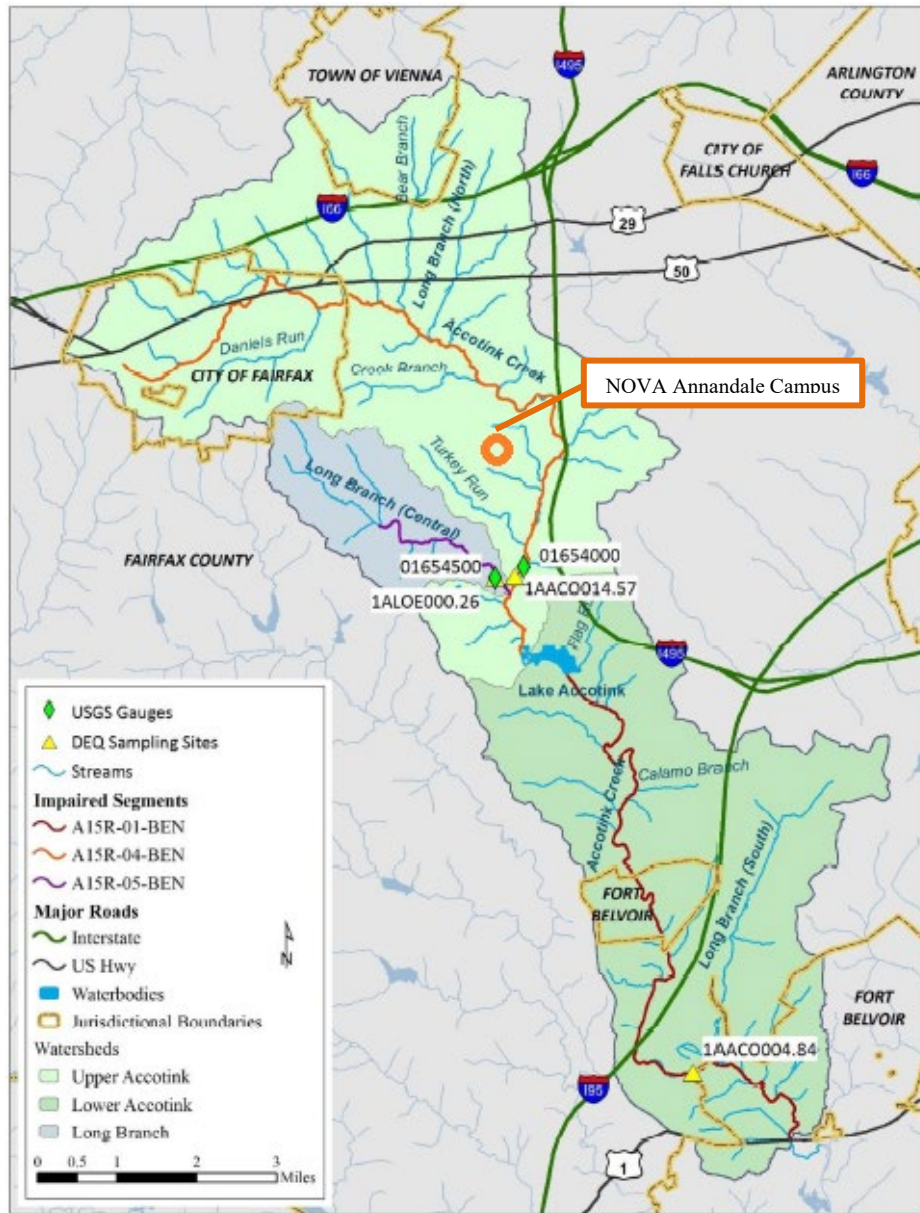 TOWN OF VIENNA
I495
ARLINGTON
COUNTY
CITY OF
FALLS CHURCH
I66
Bear Branch
I66
Long Branch (North)
29
50
Accotink Creek
Daniels Run
CITY OF FAIRFAX
Crook Branch
NOVA Annandale Campus
Turkey Run
Long Branch (Central)
FAIRFAX COUNTY
01654500
01654000
1ALOE000.26
1AACO014.57
Flag
I495
Lake Accotink
Accotink Creek
Calamo Branch
Long Branch (South)
FORT
BELVOIR
FORT
BELVOIR
1AACO004.84
I95
1
USGS Gauges
DEQ Sampling Sites
Streams
Impaired Segments
A15R-01-BEN
A15R-04-BEN
A15R-05-BEN
Major Roads
Interstate
US Hwy
Waterbodies
Jurisdictional Boundaries
N
Watersheds
Upper Accotink
Lower Accotink
Long Branch
0 0.5 1 2 3
Miles